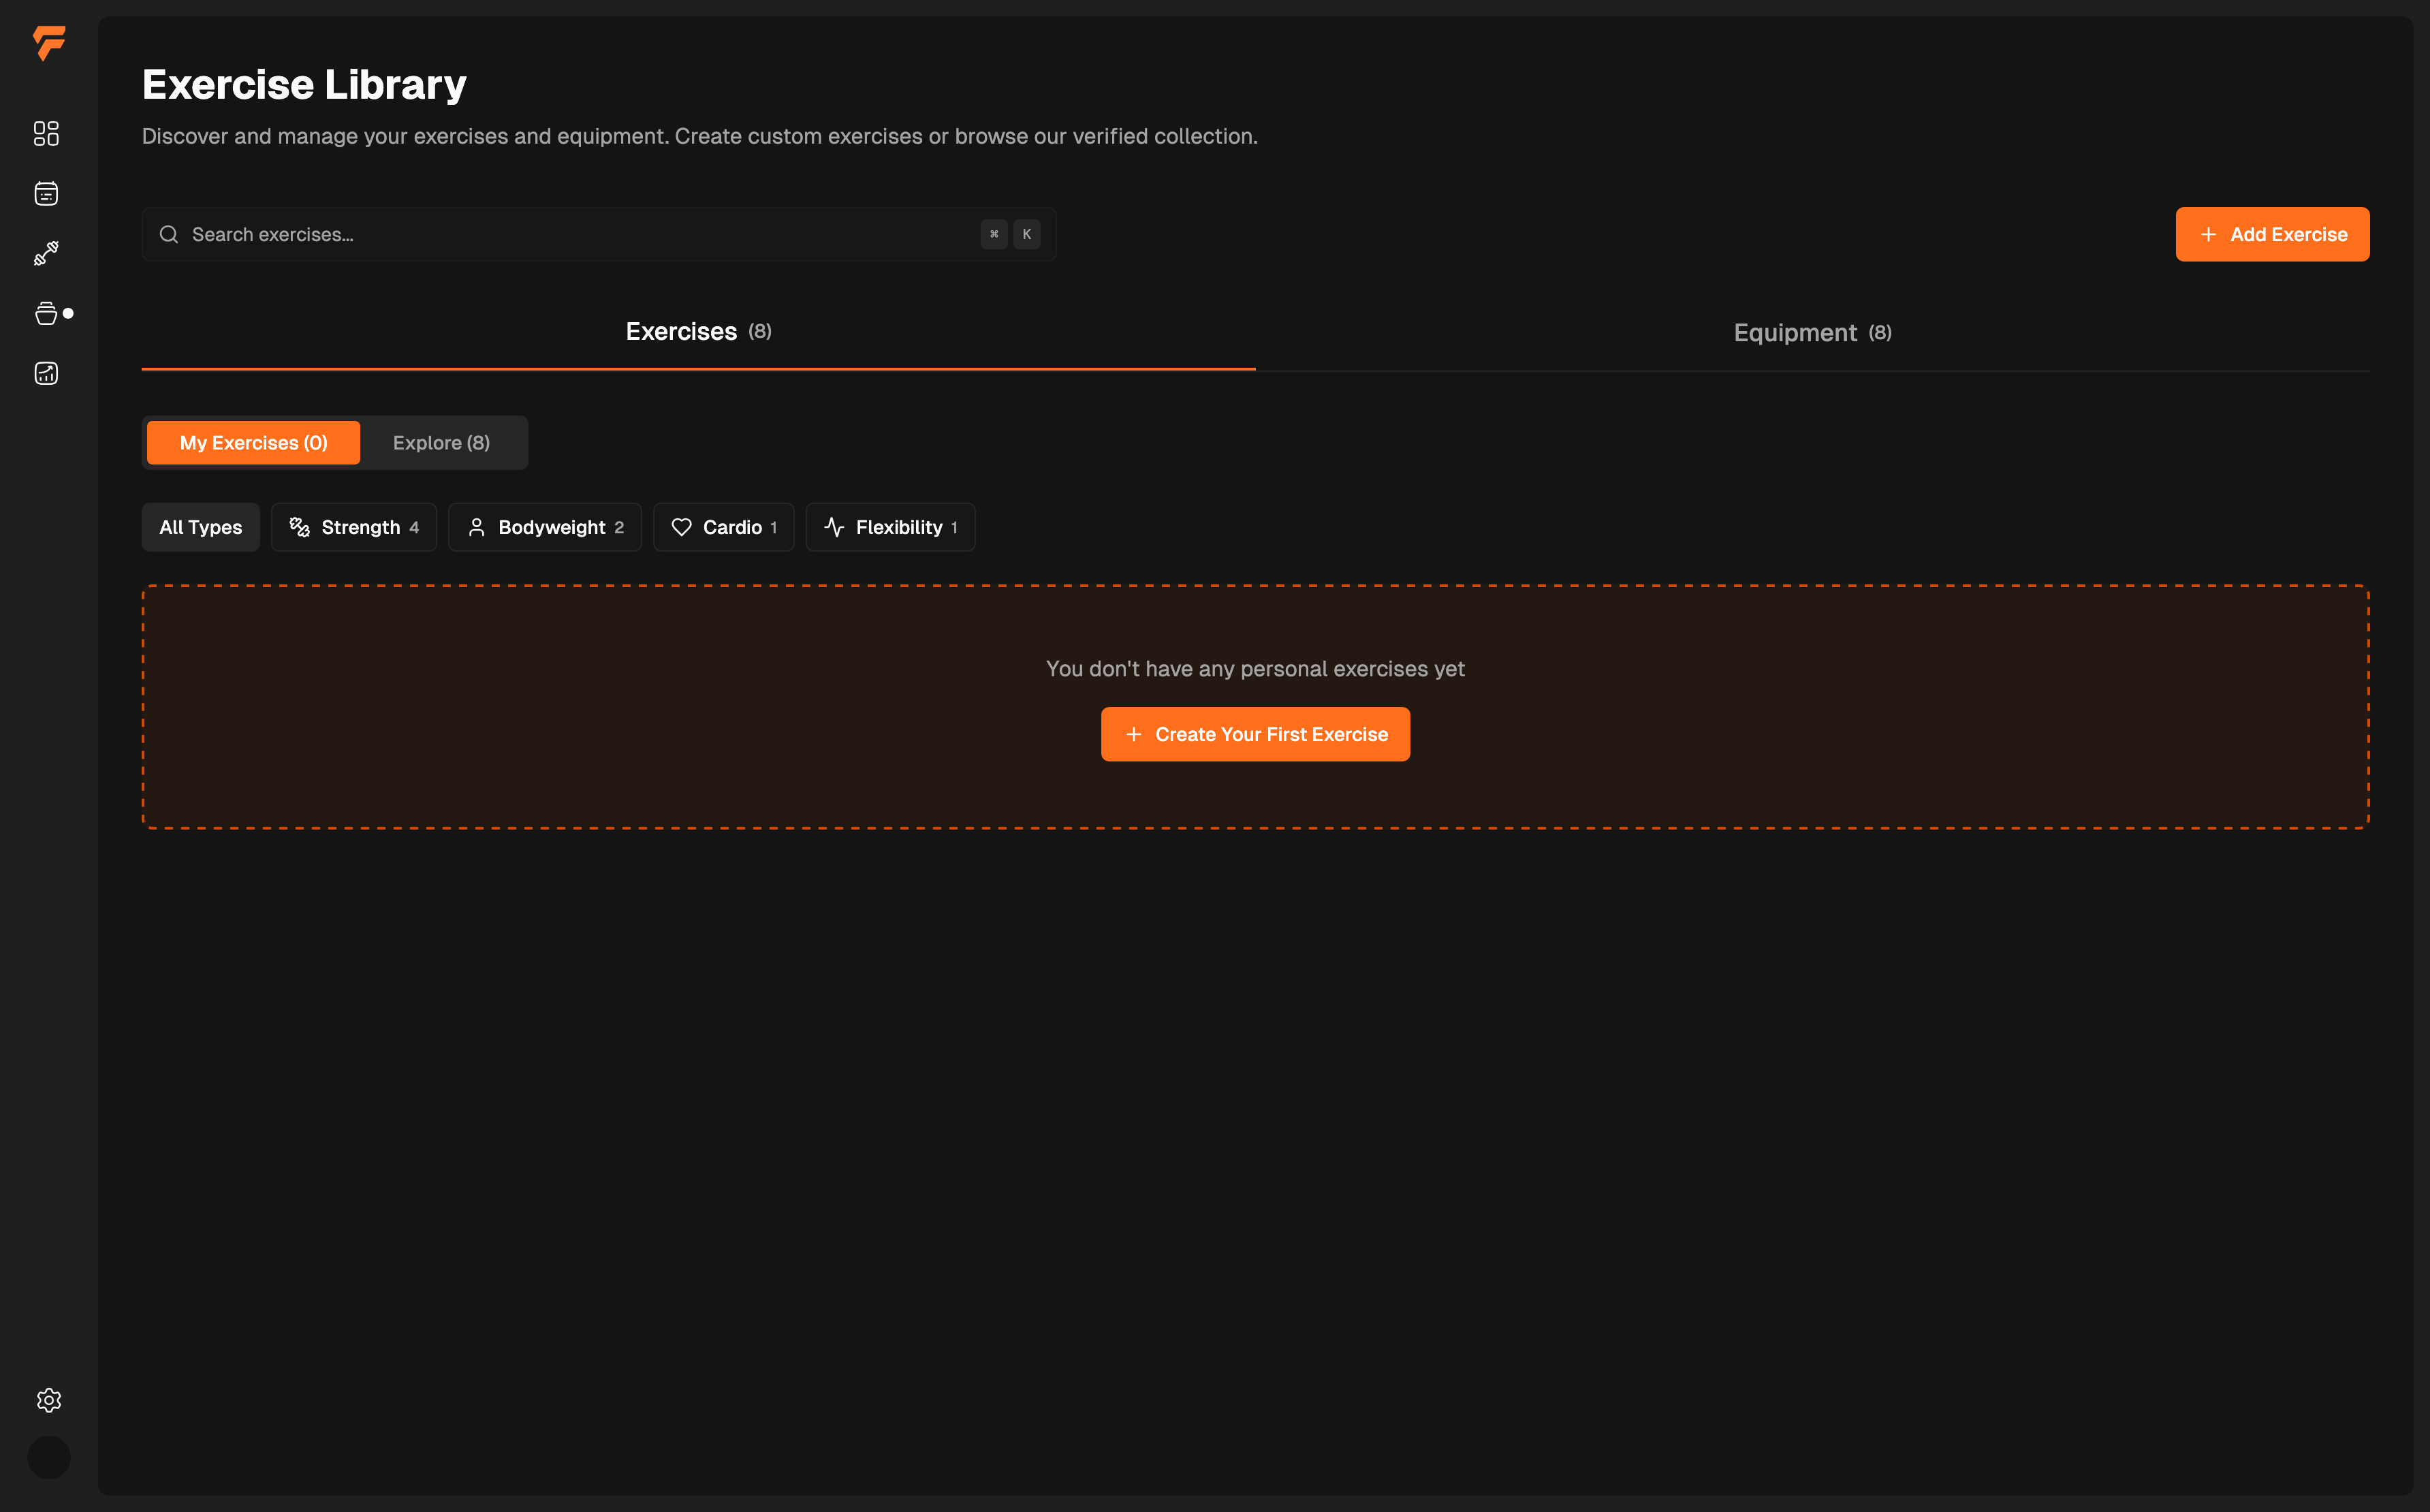 Exercise Library
Discover and manage your exercises and equipment. Create custom exercises or browse our verified collection.
Search exercises...
⌘ K
Add Exercise
Exercises (8)
Equipment (8)
My Exercises (0)
Explore (8)
All Types
Strength 4
Bodyweight 2
Cardio 1
Flexibility 1
You don't have any personal exercises yet
Create Your First Exercise